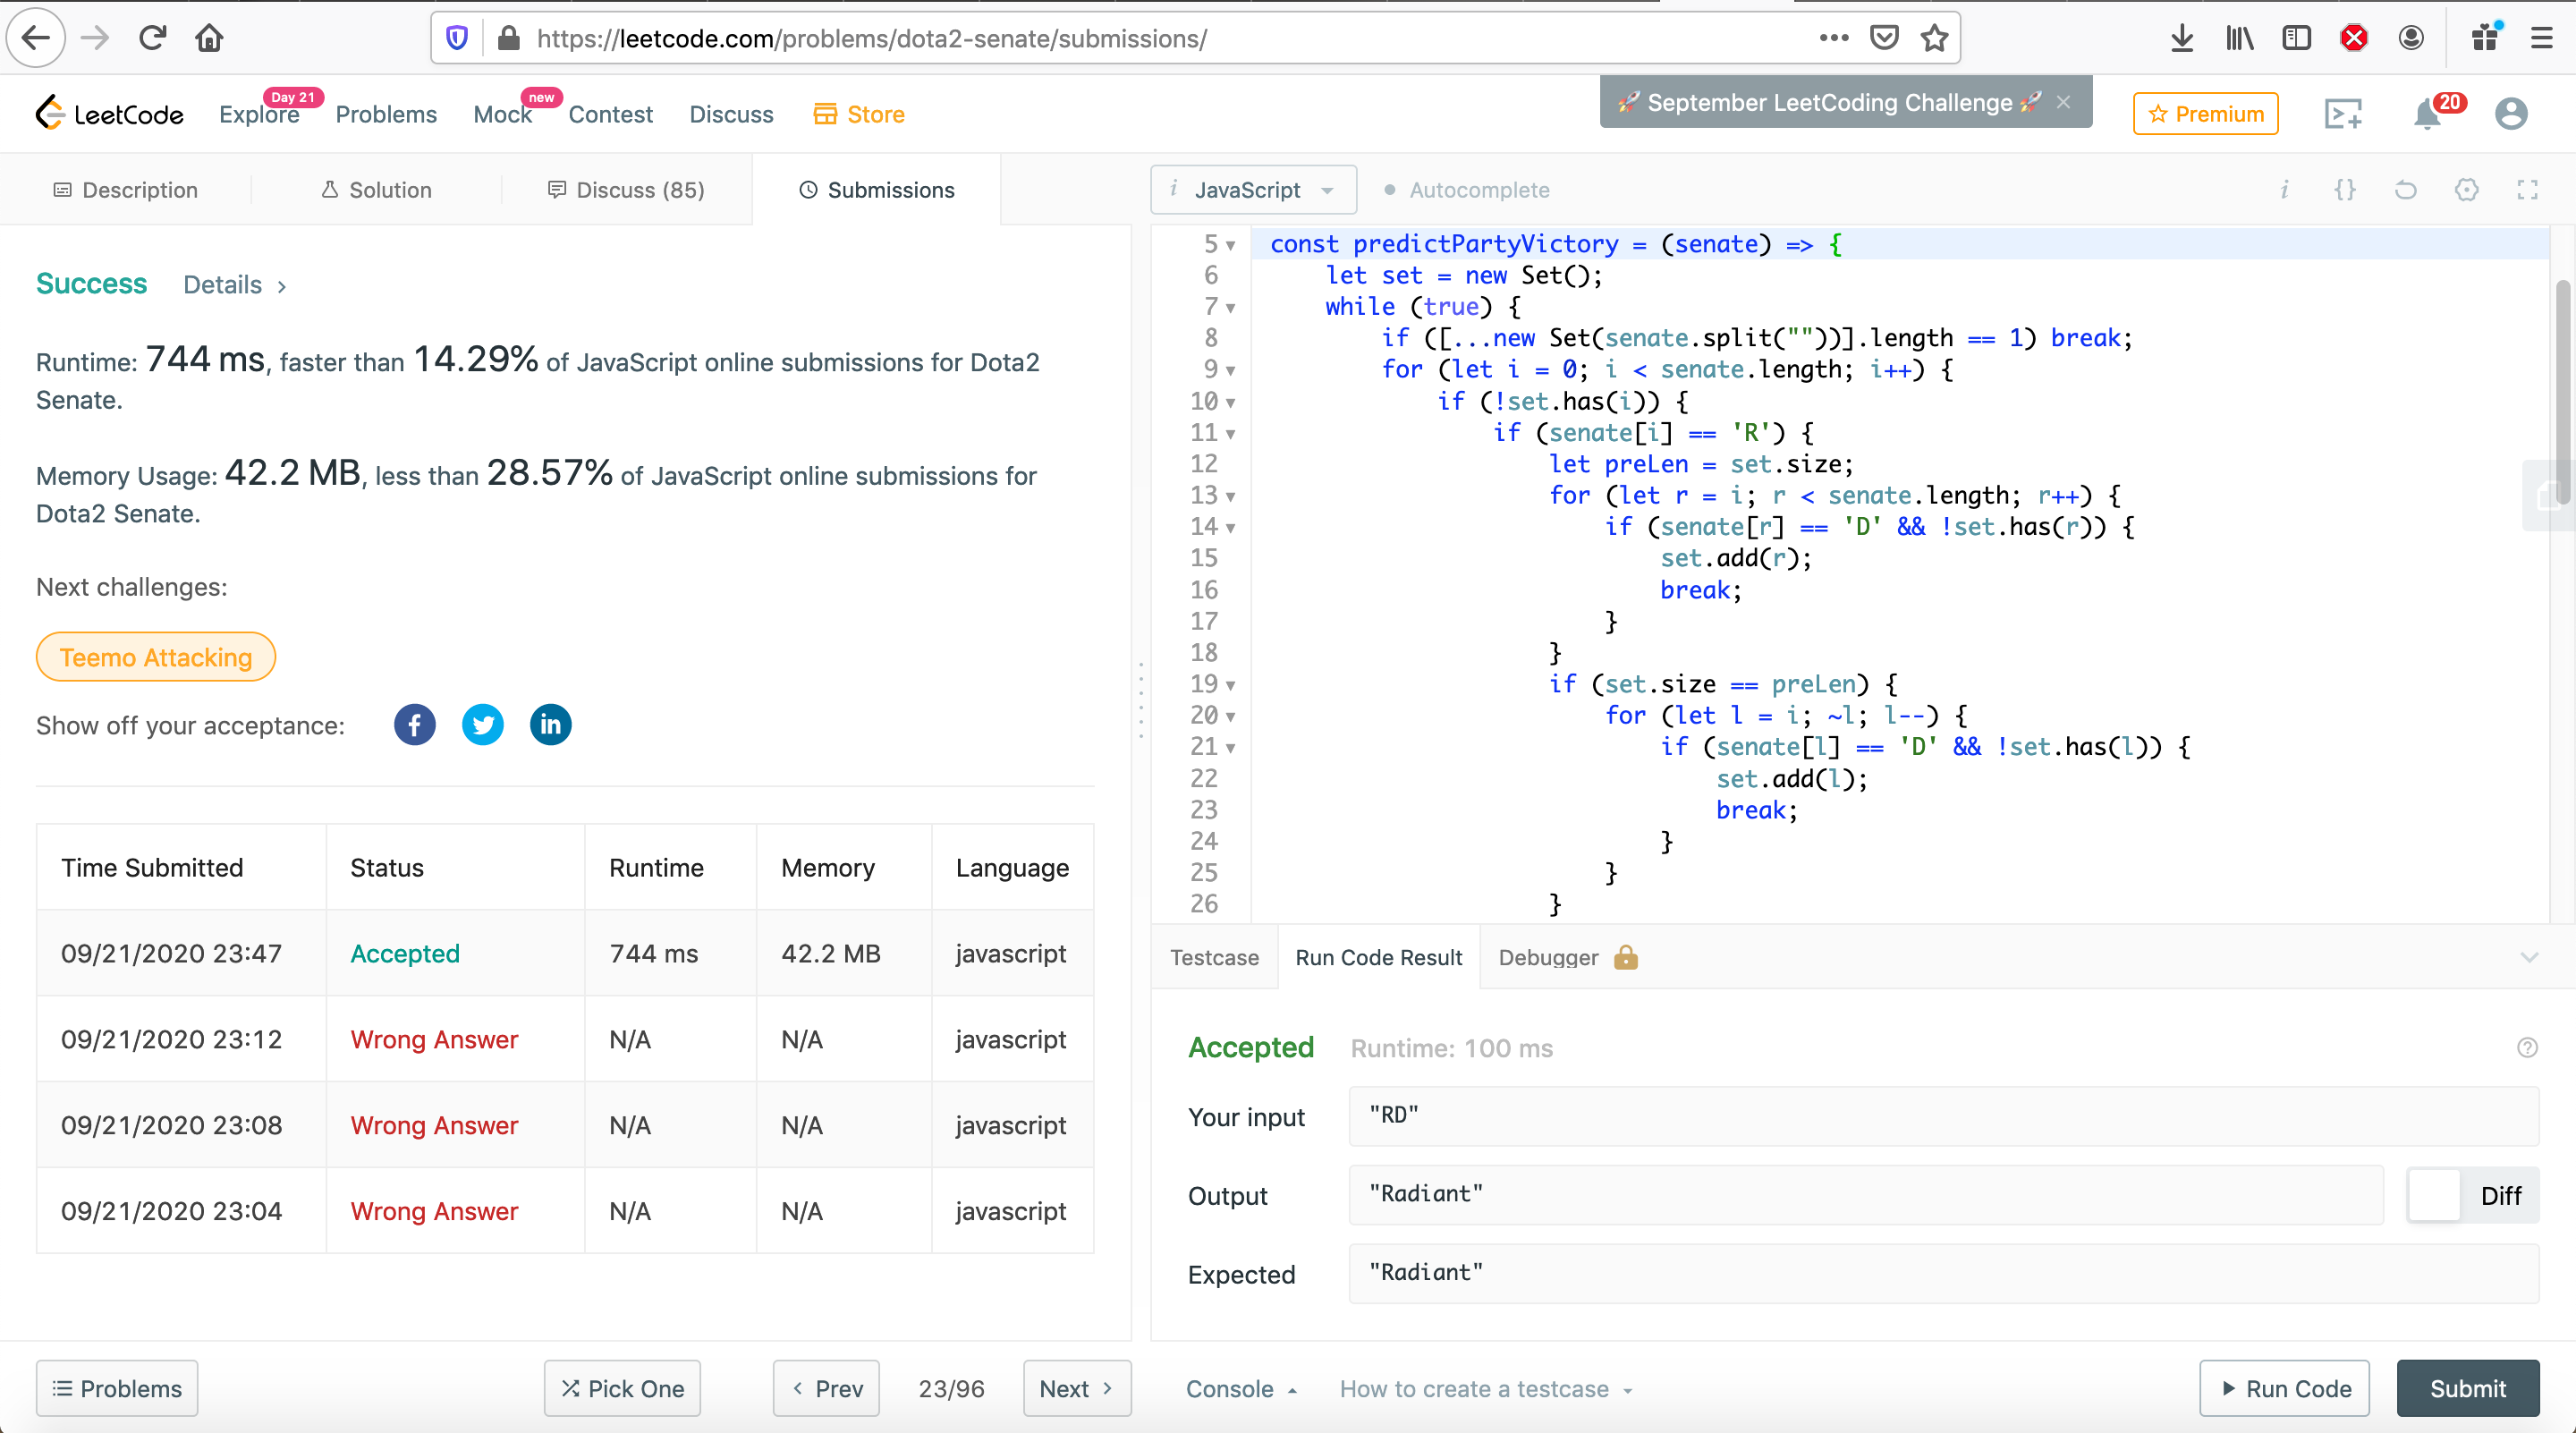 https://leetcode.com/problems/dota2-senate/submissions/
LeetCode
Explore
Day 21
Problems
Mock
new
Contest
Discuss
Store
🚀 September LeetCoding Challenge 🚀 ×
Premium
20
Description
Solution
Discuss (85)
Submissions
Success Details >
Runtime: 744 ms, faster than 14.29% of JavaScript online submissions for Dota2
Senate.
Memory Usage: 42.2 MB, less than 28.57% of JavaScript online submissions for
Dota2 Senate.
Next challenges:
Teemo Attacking
Show off your acceptance:
Time Submitted Status Runtime Memory Language
09/21/2020 23:47 Accepted 744 ms 42.2 MB javascript
09/21/2020 23:12 Wrong Answer N/A N/A javascript
09/21/2020 23:08 Wrong Answer N/A N/A javascript
09/21/2020 23:04 Wrong Answer N/A N/A javascript
Problems
Pick One
< Prev
23/96
Next >
i JavaScript
Autocomplete
i {}
5 const predictPartyVictory = (senate) => {
6     let set = new Set();
7     while (true) {
8         if ([...new Set(senate.split(""))].length == 1) break;
9         for (let i = 0; i < senate.length; i++) {
10             if (!set.has(i)) {
11                 if (senate[i] == 'R') {
12                     let preLen = set.size;
13                     for (let r = i; r < senate.length; r++) {
14                         if (senate[r] == 'D' && !set.has(r)) {
15                             set.add(r);
16                             break;
17                         }
18                     }
19                     if (set.size == preLen) {
20                         for (let l = i; ~l; l--) {
21                             if (senate[l] == 'D' && !set.has(l)) {
22                                 set.add(l);
23                                 break;
24                             }
25                         }
26                     }
Testcase
Run Code Result
Debugger
Accepted Runtime: 100 ms
Your input "RD"
Output "Radiant"
Diff
Expected "Radiant"
Console
How to create a testcase
Run Code
Submit